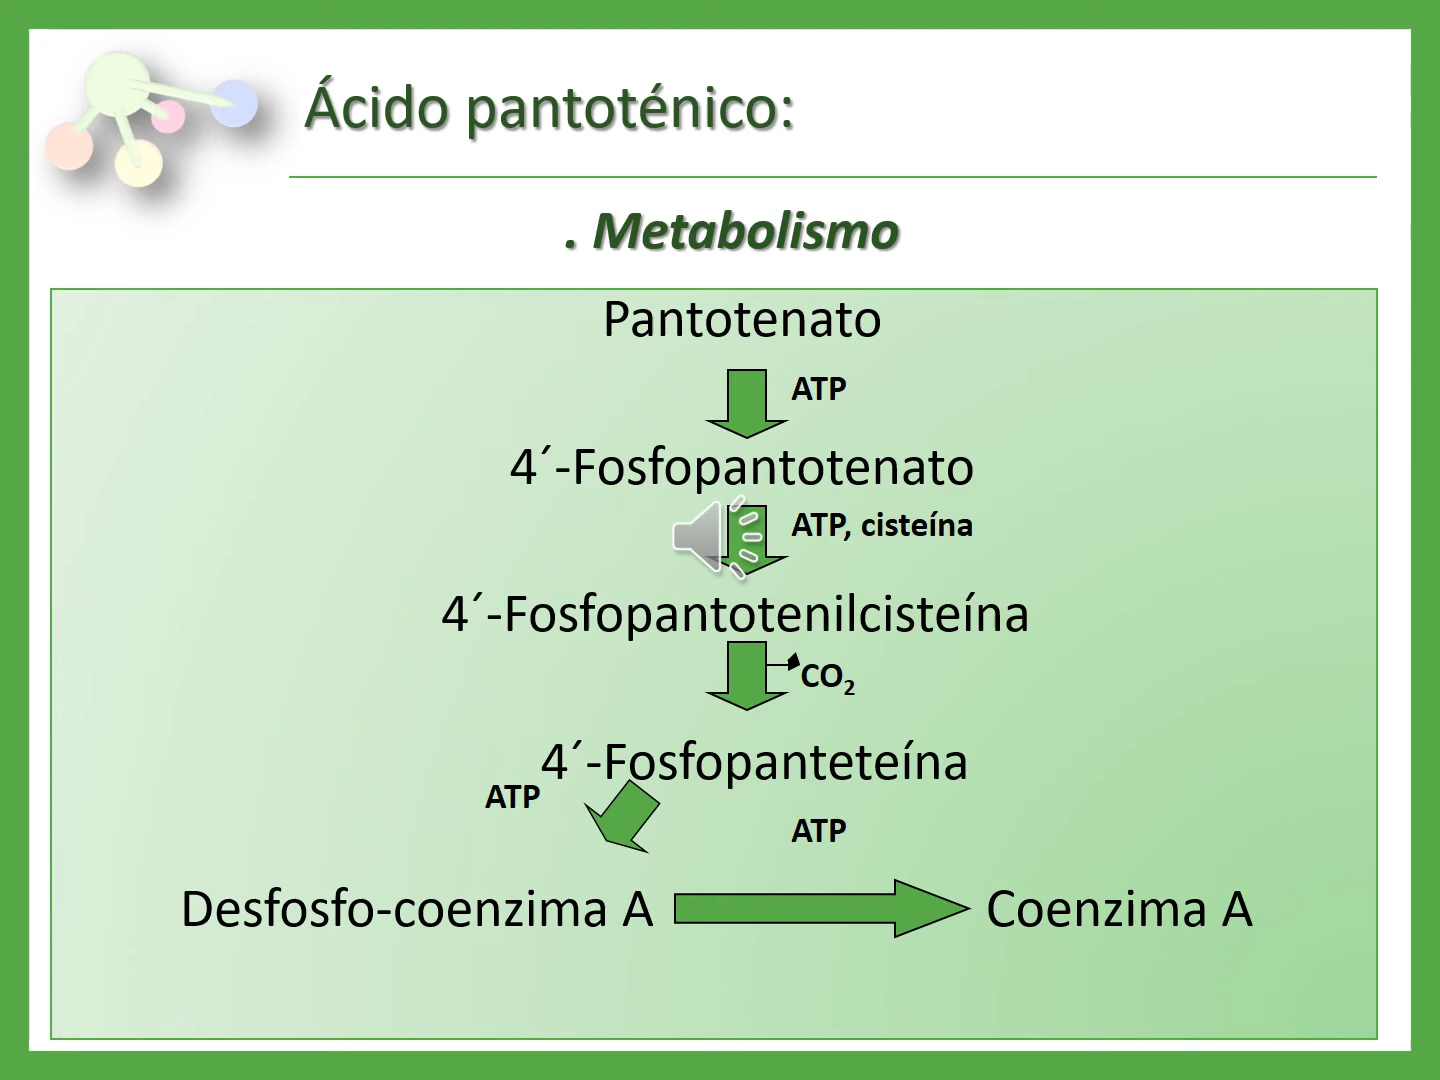 Ácido pantoténico:
. Metabolismo
Pantotenato
ATP
4´-Fosfopantotenato
ATP, cisteína
4´-Fosfopantotenilcisteína
CO₂
4´-Fosfopanteteína
ATP
ATP
Desfosfo-coenzima A
Coenzima A